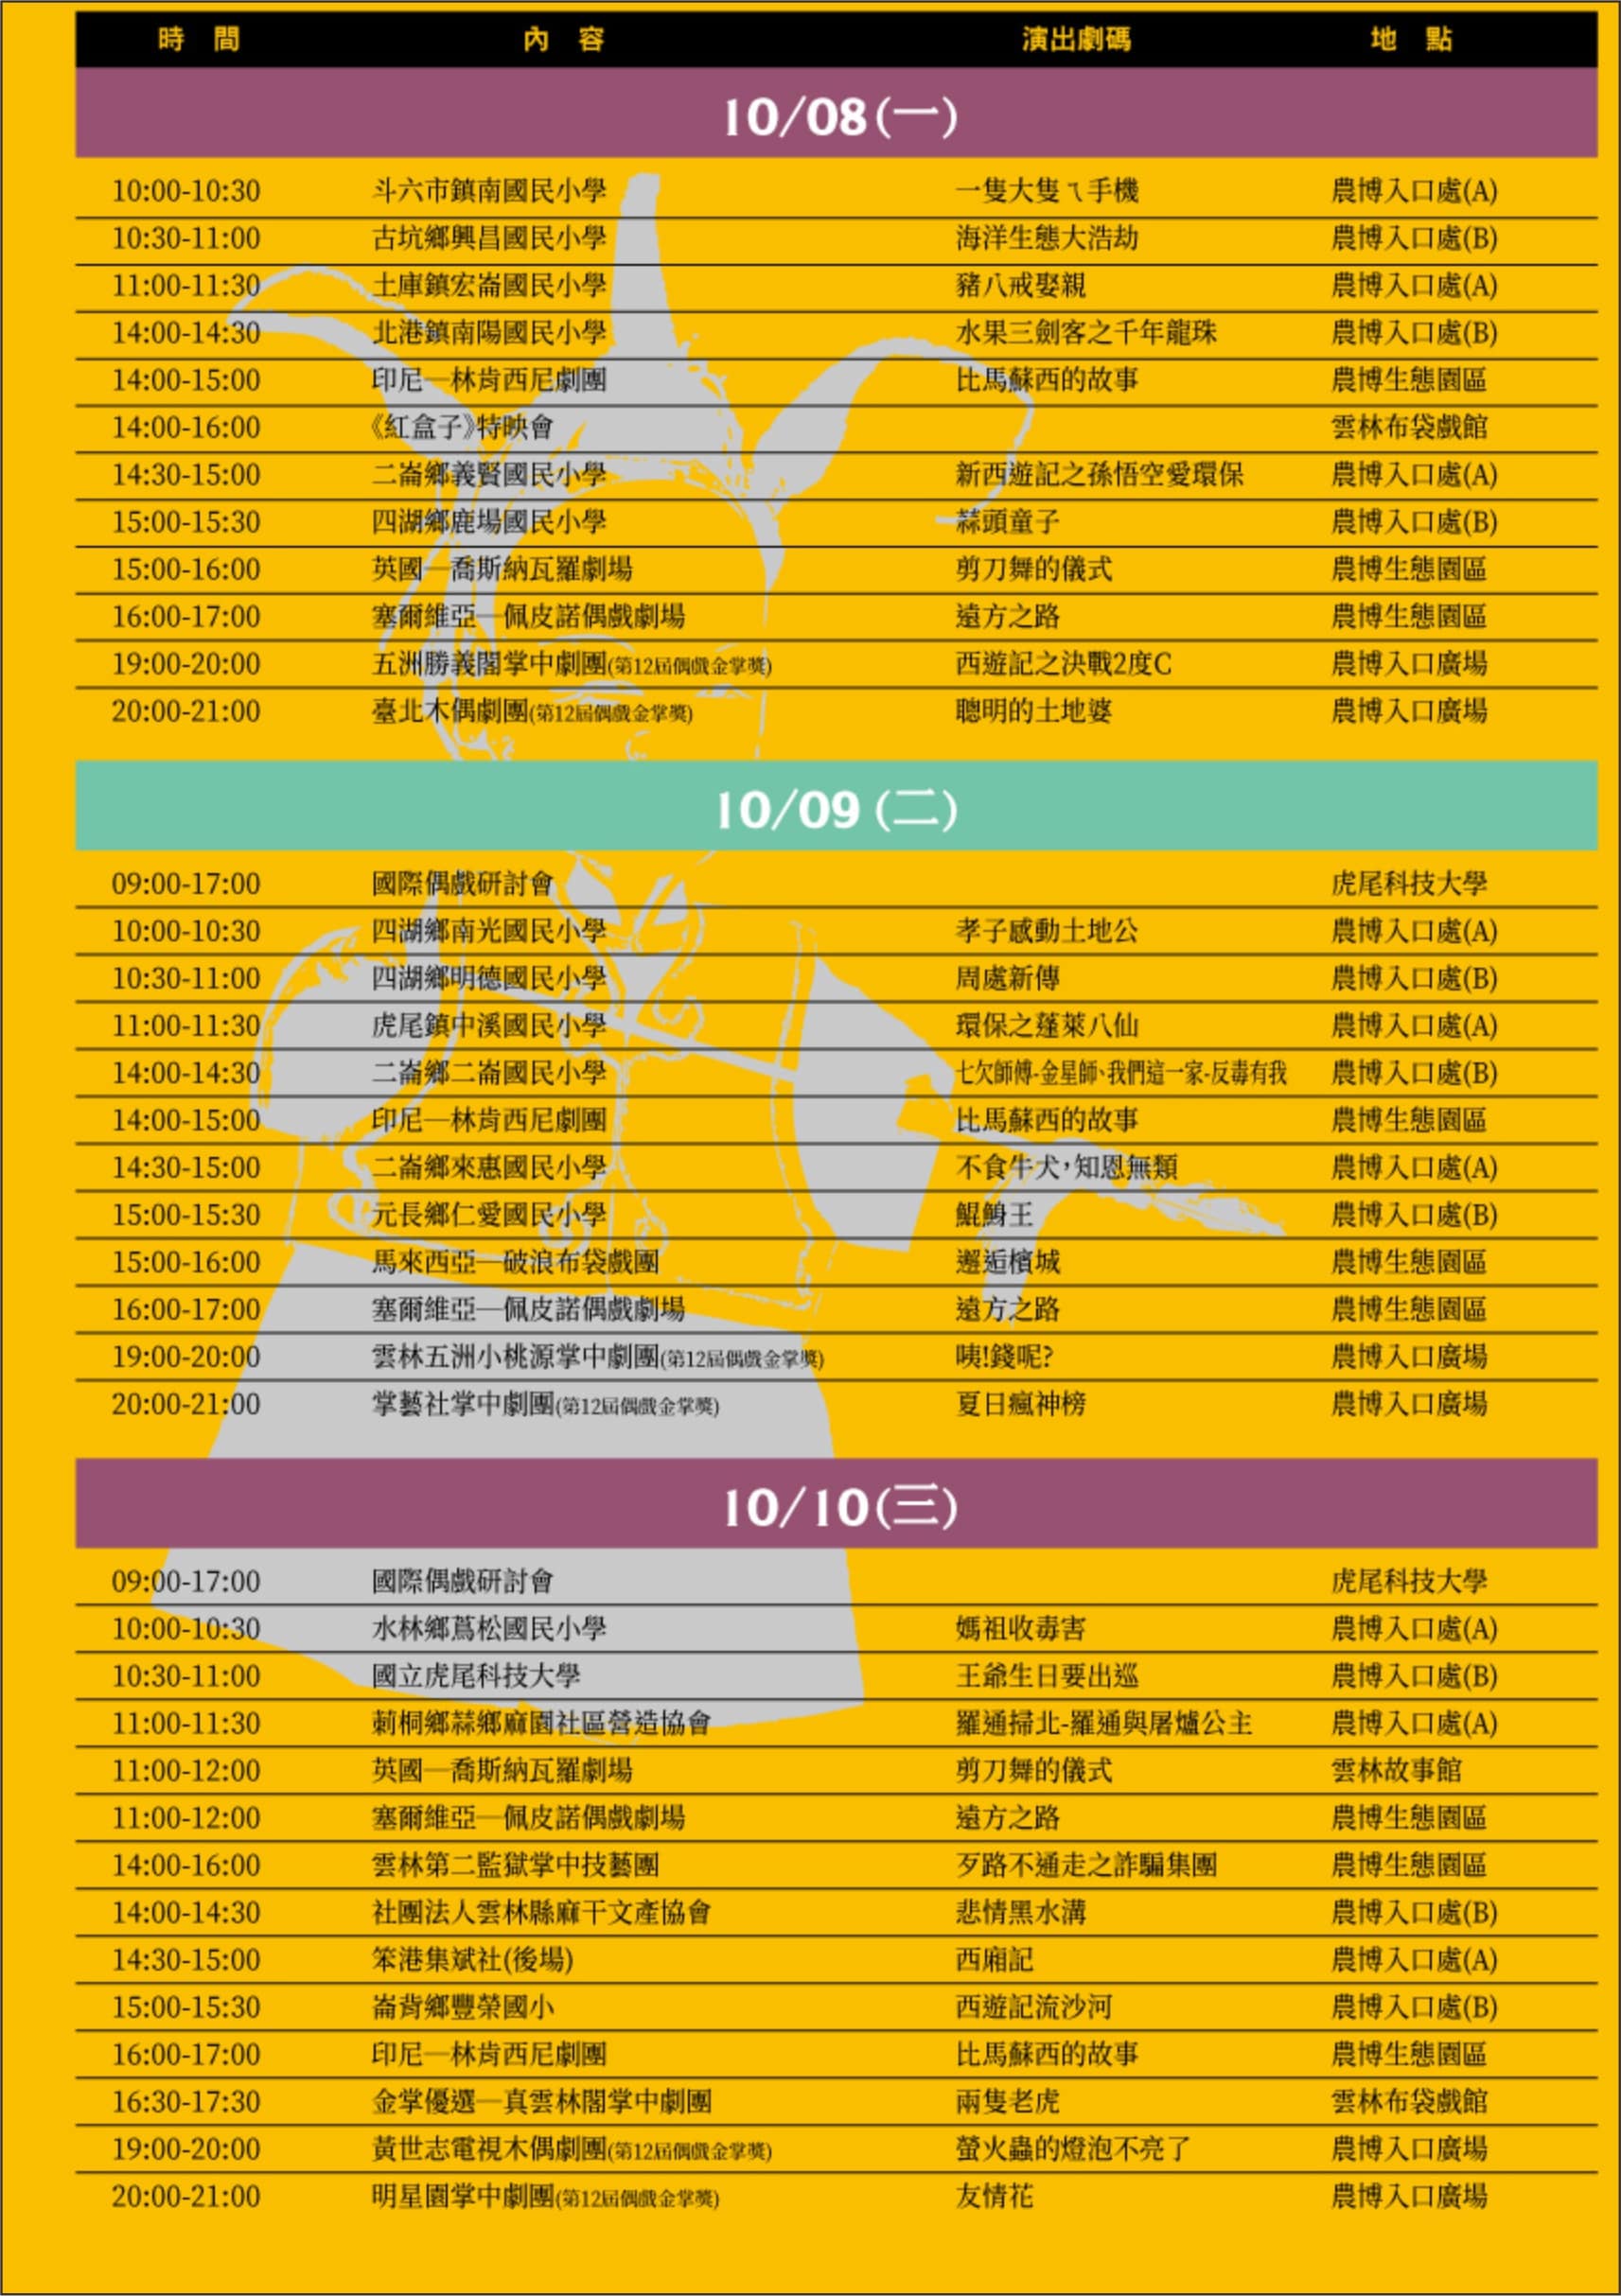 時 間 內 容 演出劇碼 地 點
10/08(一)
10:00-10:30 斗六市鎮南國民小學 一隻大隻ㄟ手機 農博入口處(A)
10:30-11:00 古坑鄉興昌國民小學 海洋生態大浩劫 農博入口處(B)
11:00-11:30 土庫鎮宏崙國民小學 豬八戒娶親 農博入口處(A)
14:00-14:30 北港鎮南陽國民小學 水果三劍客之千年龍珠 農博入口處(B)
14:00-15:00 印尼—林肯西尼劇團 比馬蘇西的故事 農博生態園區
14:00-16:00 《紅盒子》特映會 雲林布袋戲館
14:30-15:00 二崙鄉義賢國民小學 新西遊記之孫悟空愛環保 農博入口處(A)
15:00-15:30 四湖鄉鹿場國民小學 蒜頭童子 農博入口處(B)
15:00-16:00 英國—喬斯納瓦羅劇場 剪刀舞的儀式 農博生態園區
16:00-17:00 塞爾維亞—佩皮諾偶戲劇場 遠方之路 農博生態園區
19:00-20:00 五洲勝義閣掌中劇團(第12屆偶戲金掌獎) 西遊記之決戰2度C 農博入口廣場
20:00-21:00 臺北木偶劇團(第12屆偶戲金掌獎) 聰明的土地婆 農博入口廣場
10/09 (二)
09:00-17:00 國際偶戲研討會 虎尾科技大學
10:00-10:30 四湖鄉南光國民小學 孝子感動土地公 農博入口處(A)
10:30-11:00 四湖鄉明德國民小學 周處新傳 農博入口處(B)
11:00-11:30 虎尾鎮中溪國民小學 環保之蓬萊八仙 農博入口處(A)
14:00-14:30 二崙鄉二崙國民小學 七欠師傅-金星師、我們這一家-反毒有我 農博入口處(B)
14:00-15:00 印尼—林肯西尼劇團 比馬蘇西的故事 農博生態園區
14:30-15:00 二崙鄉來惠國民小學 不食牛犬,知恩無類 農博入口處(A)
15:00-15:30 元長鄉仁愛國民小學 鯤鯓王 農博入口處(B)
15:00-16:00 馬來西亞—破浪布袋戲團 邂逅檳城 農博生態園區
16:00-17:00 塞爾維亞—佩皮諾偶戲劇場 遠方之路 農博生態園區
19:00-20:00 雲林五洲小桃源掌中劇團(第12屆偶戲金掌獎) 咦!錢呢? 農博入口廣場
20:00-21:00 掌藝社掌中劇團(第12屆偶戲金掌獎) 夏日瘋神榜 農博入口廣場
10/10(三)
09:00-17:00 國際偶戲研討會 虎尾科技大學
10:00-10:30 水林鄉蔦松國民小學 媽祖收毒害 農博入口處(A)
10:30-11:00 國立虎尾科技大學 王爺生日要出巡 農博入口處(B)
11:00-11:30 莿桐鄉蒜鄉麻園社區營造協會 羅通掃北-羅通與屠爐公主 農博入口處(A)
11:00-12:00 英國—喬斯納瓦羅劇場 剪刀舞的儀式 雲林故事館
11:00-12:00 塞爾維亞—佩皮諾偶戲劇場 遠方之路 農博生態園區
14:00-16:00 雲林第二監獄掌中技藝團 歹路不通走之詐騙集團 農博生態園區
14:00-14:30 社團法人雲林縣麻干文產協會 悲情黑水溝 農博入口處(B)
14:30-15:00 笨港集斌社(後場) 西廂記 農博入口處(A)
15:00-15:30 崙背鄉豐榮國小 西遊記流沙河 農博入口處(B)
16:00-17:00 印尼—林肯西尼劇團 比馬蘇西的故事 農博生態園區
16:30-17:30 金掌優選—真雲林閣掌中劇團 兩隻老虎 雲林布袋戲館
19:00-20:00 黃世志電視木偶劇團(第12屆偶戲金掌獎) 螢火蟲的燈泡不亮了 農博入口廣場
20:00-21:00 明星園掌中劇團(第12屆偶戲金掌獎) 友情花 農博入口廣場